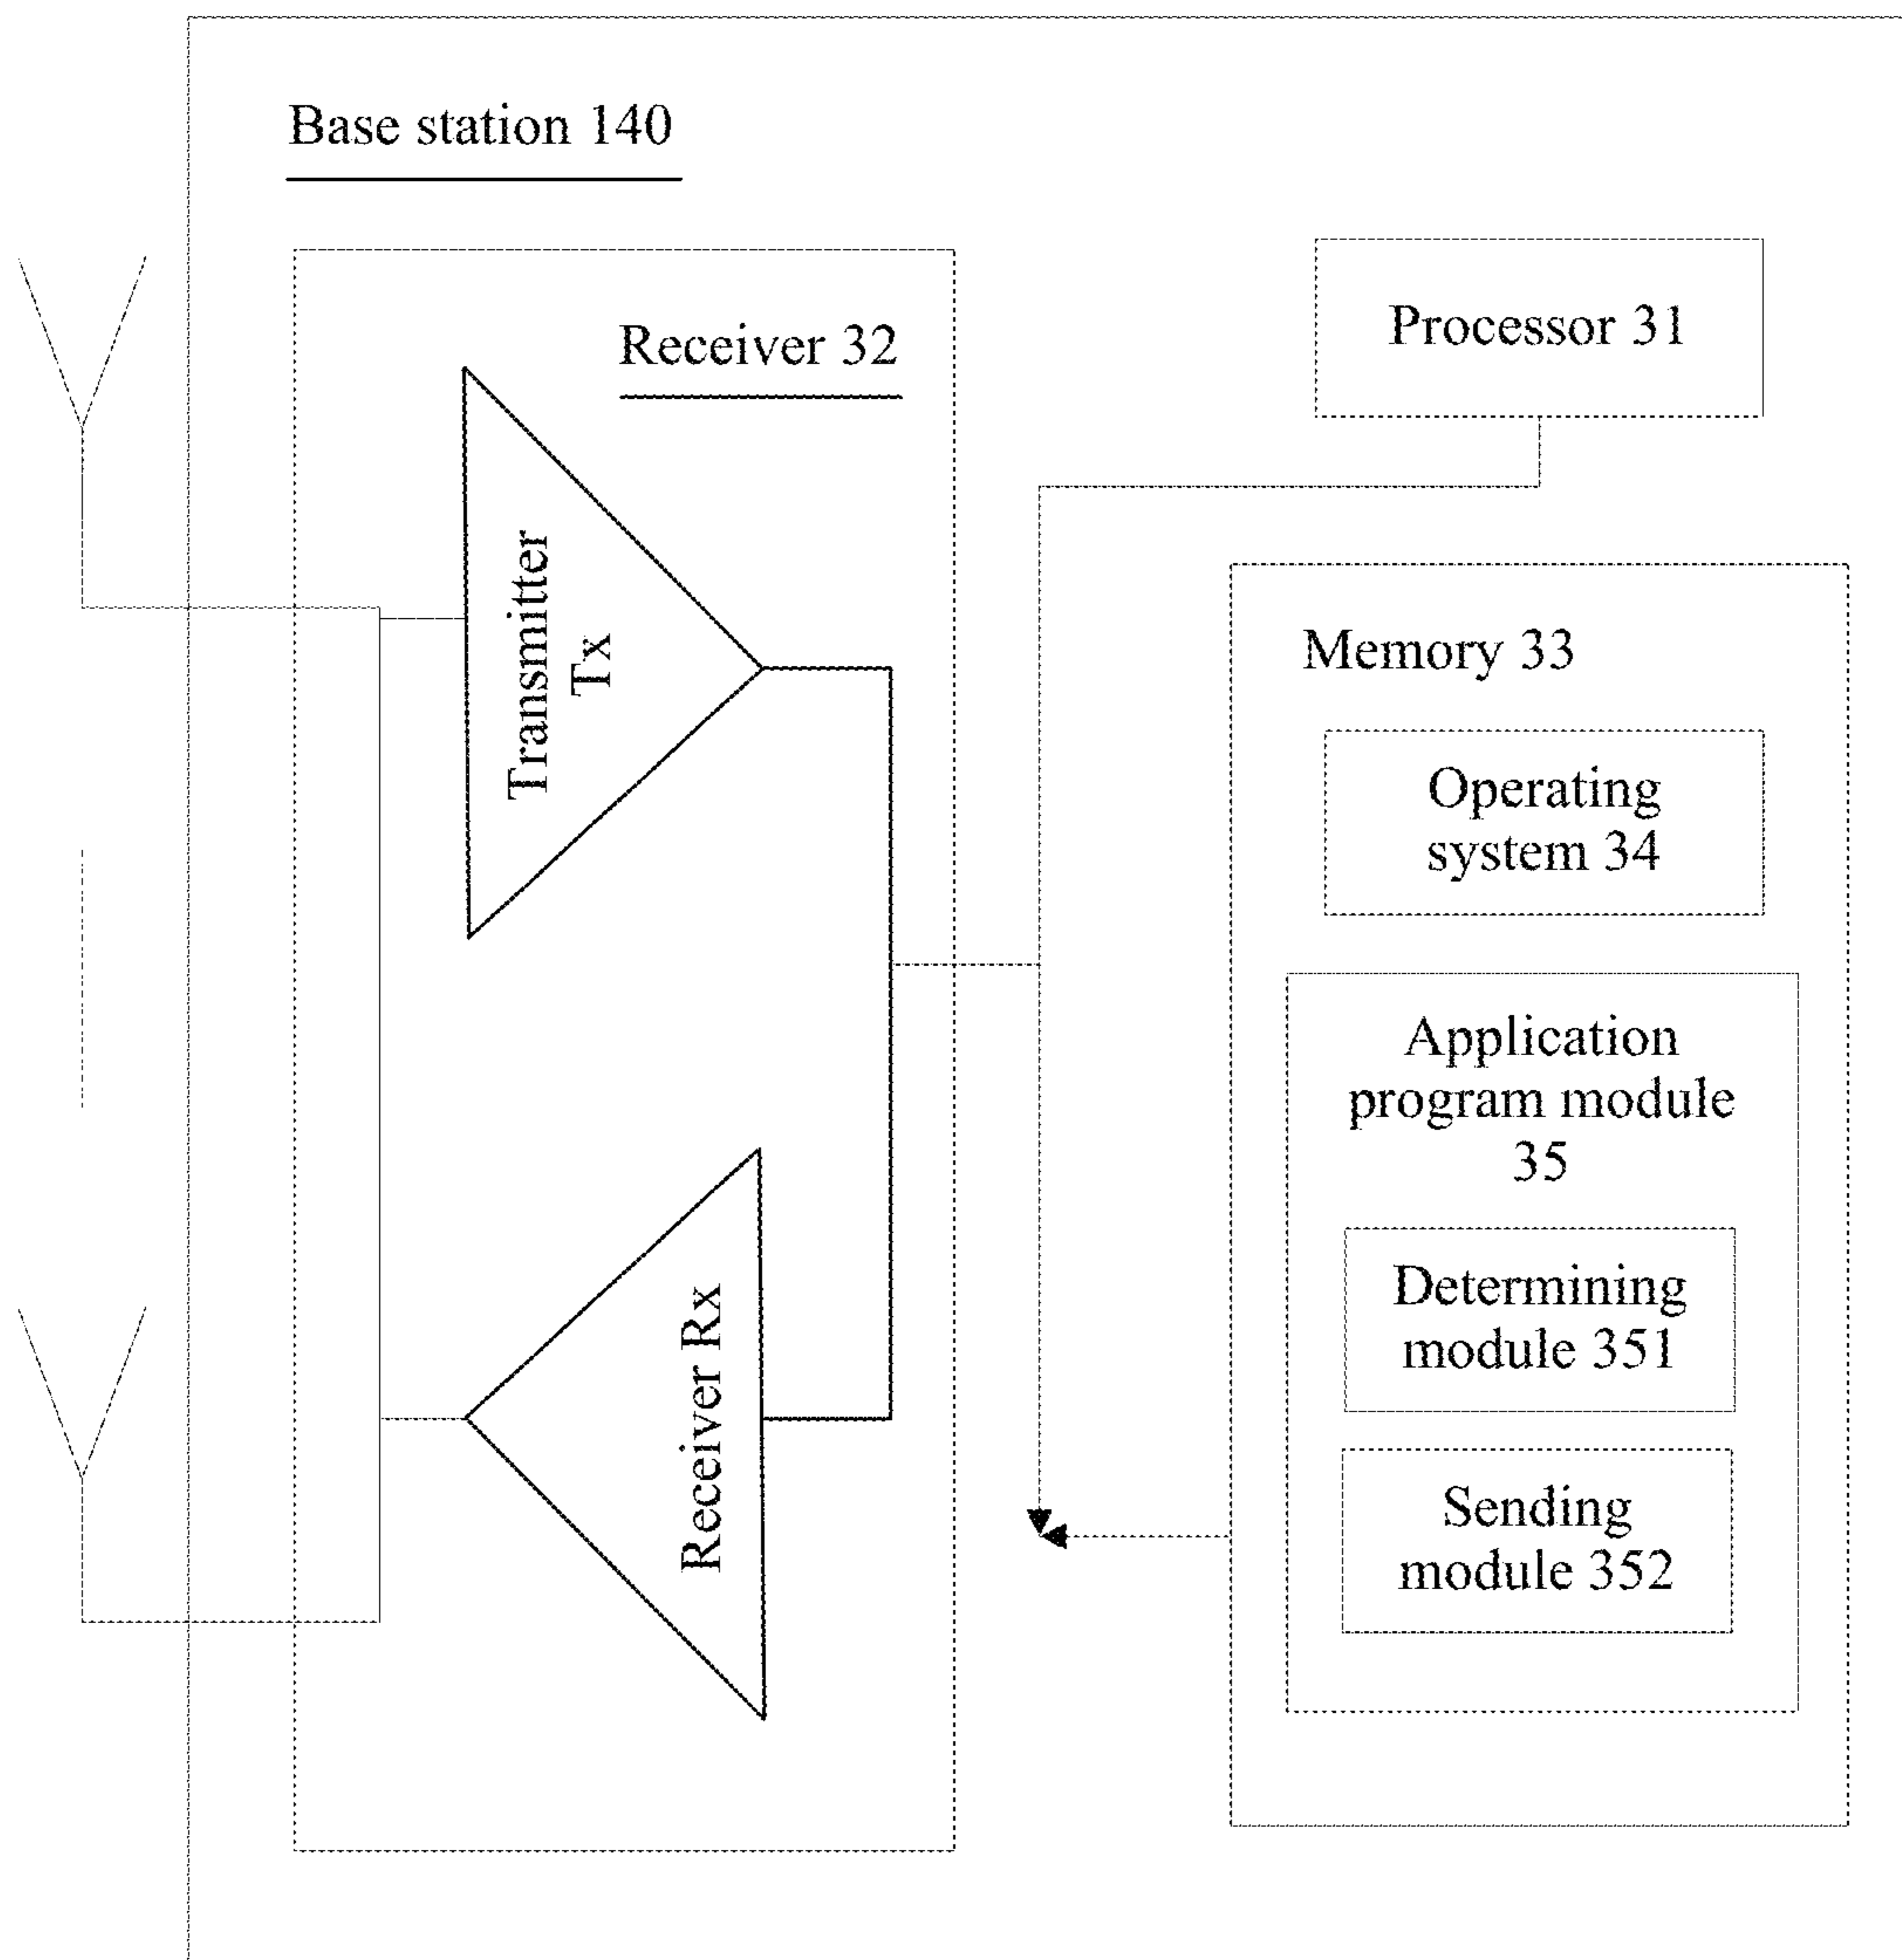 Base station 140
Receiver 32
Transmitter
Tx
Receiver Rx
Processor 31
Memory 33
Operating
system 34
Application
program module
35
Determining
module 351
Sending
module 352